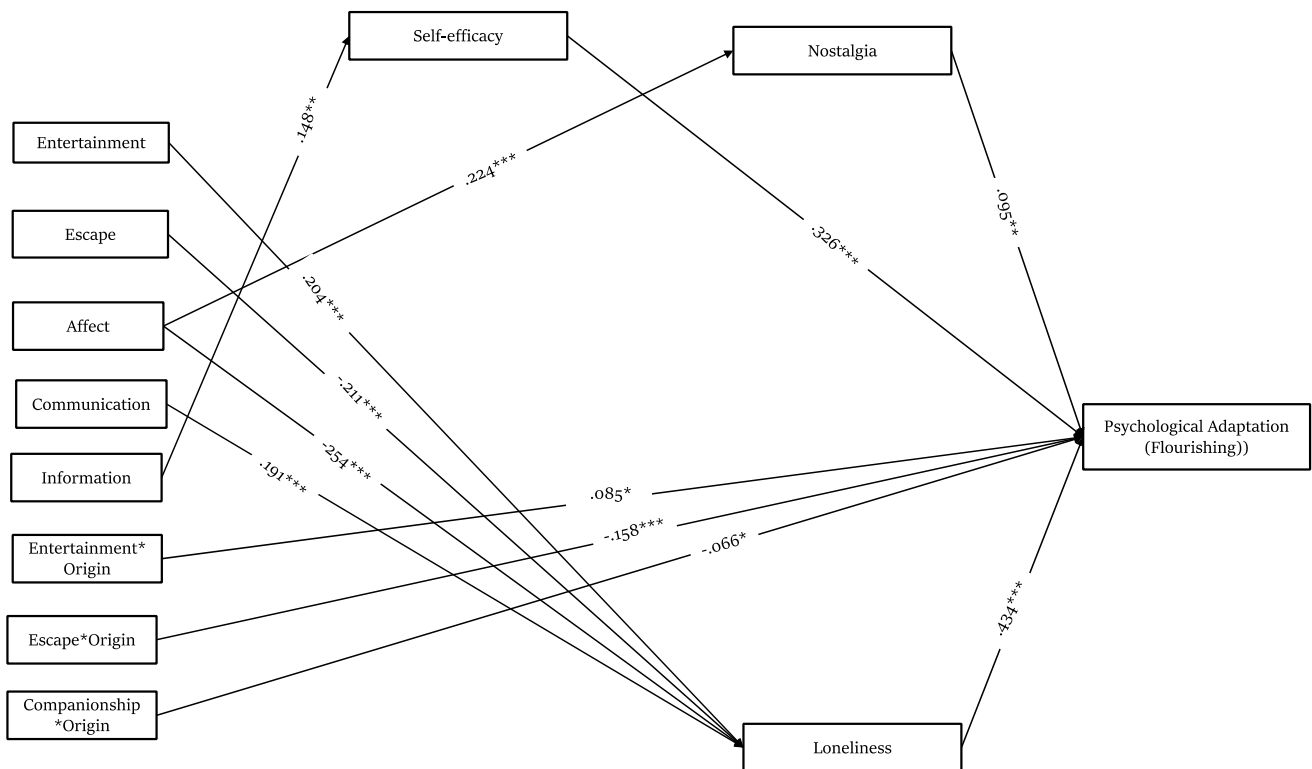 Self-efficacy
Nostalgia
.148**
Entertainment
.224***
.095**
Escape
.326***
.204***
Affect
-.211***
Communication
Psychological Adaptation
(Flourishing))
-254***
.191***
Information
.085*
-.158***
-.066*
Entertainment*
Origin
.434***
Escape*Origin
Companionship
*Origin
Loneliness